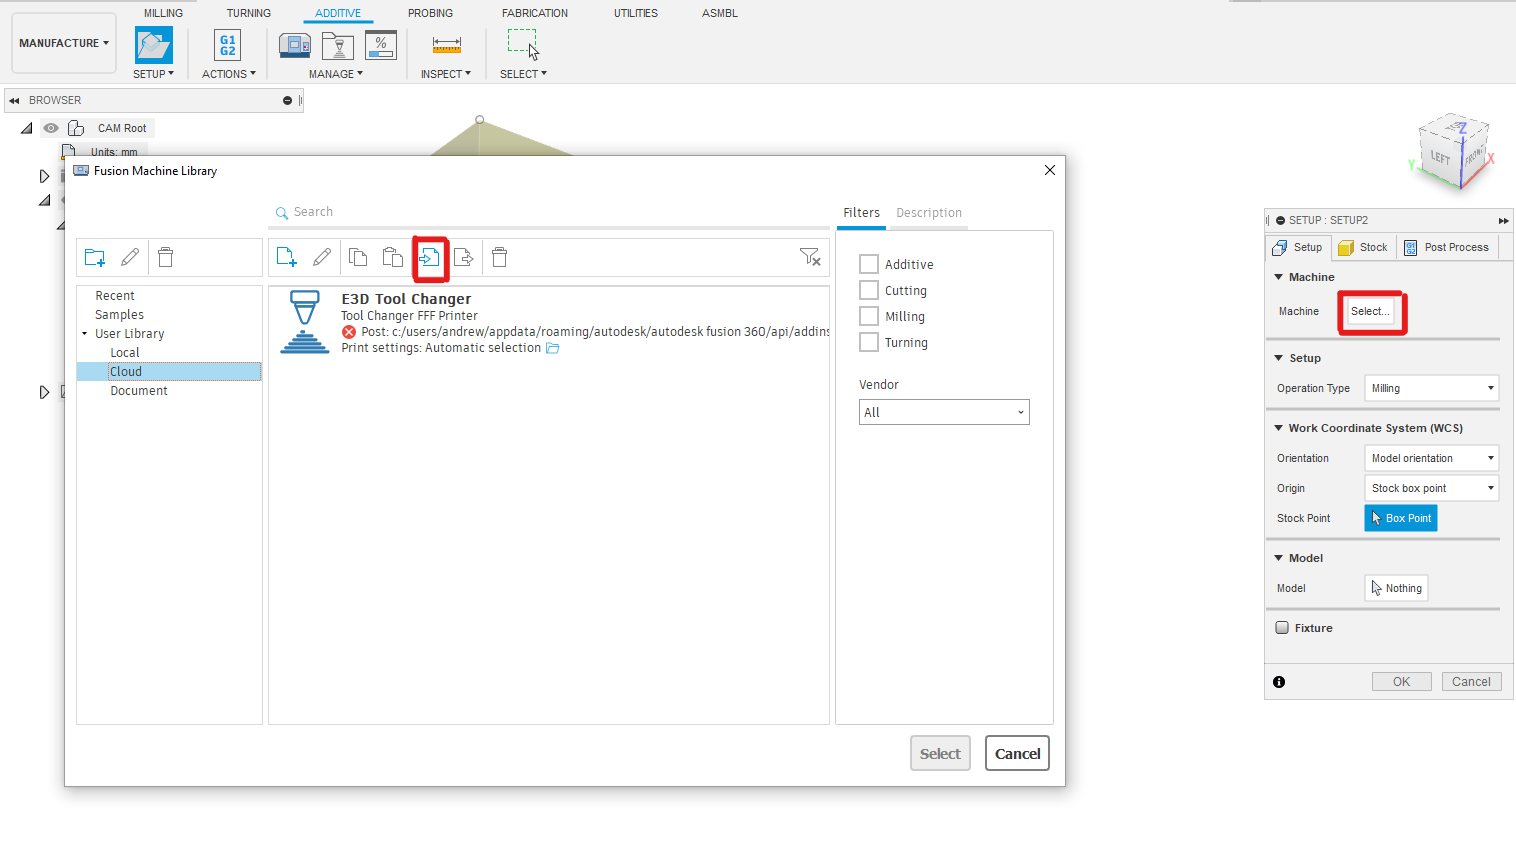 MILLING TURNING ADDITIVE PROBING FABRICATION UTILITIES ASMBL
MANUFACTURE
G1
G2
%
SETUP ACTIONS MANAGE INSPECT SELECT
BROWSER
CAM Root
Units: mm
Fusion Machine Library
Search
Recent
Samples
User Library
Local
Cloud
Document
E3D Tool Changer
Tool Changer FFF Printer
Post: c:/users/andrew/appdata/roaming/autodesk/autodesk fusion 360/api/addins
Print settings: Automatic selection
Filters Description
Additive
Cutting
Milling
Turning
Vendor
All
Select Cancel
Z
LEFT FRONT
Y X
SETUP : SETUP2
Setup Stock G1 G2 Post Process
Machine
Machine Select...
Setup
Operation Type Milling
Work Coordinate System (WCS)
Orientation Model orientation
Origin Stock box point
Stock Point Box Point
Model
Model Nothing
Fixture
OK Cancel